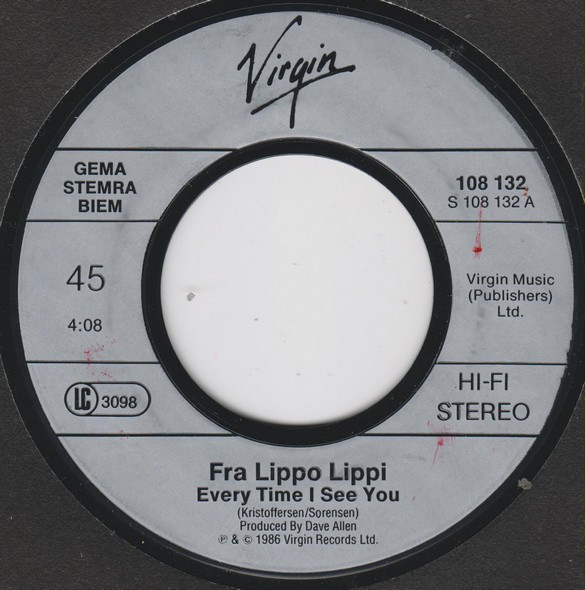 Virgin
GEMA
STEMRA
BIEM
108 132
S 108 132 A
45
4:08
Virgin Music
(Publishers)
Ltd.
LC 3098
HI-FI
STEREO
Fra Lippo Lippi
Every Time I See You
(Kristoffersen/Sorensen)
Produced By Dave Allen
℗ & © 1986 Virgin Records Ltd.